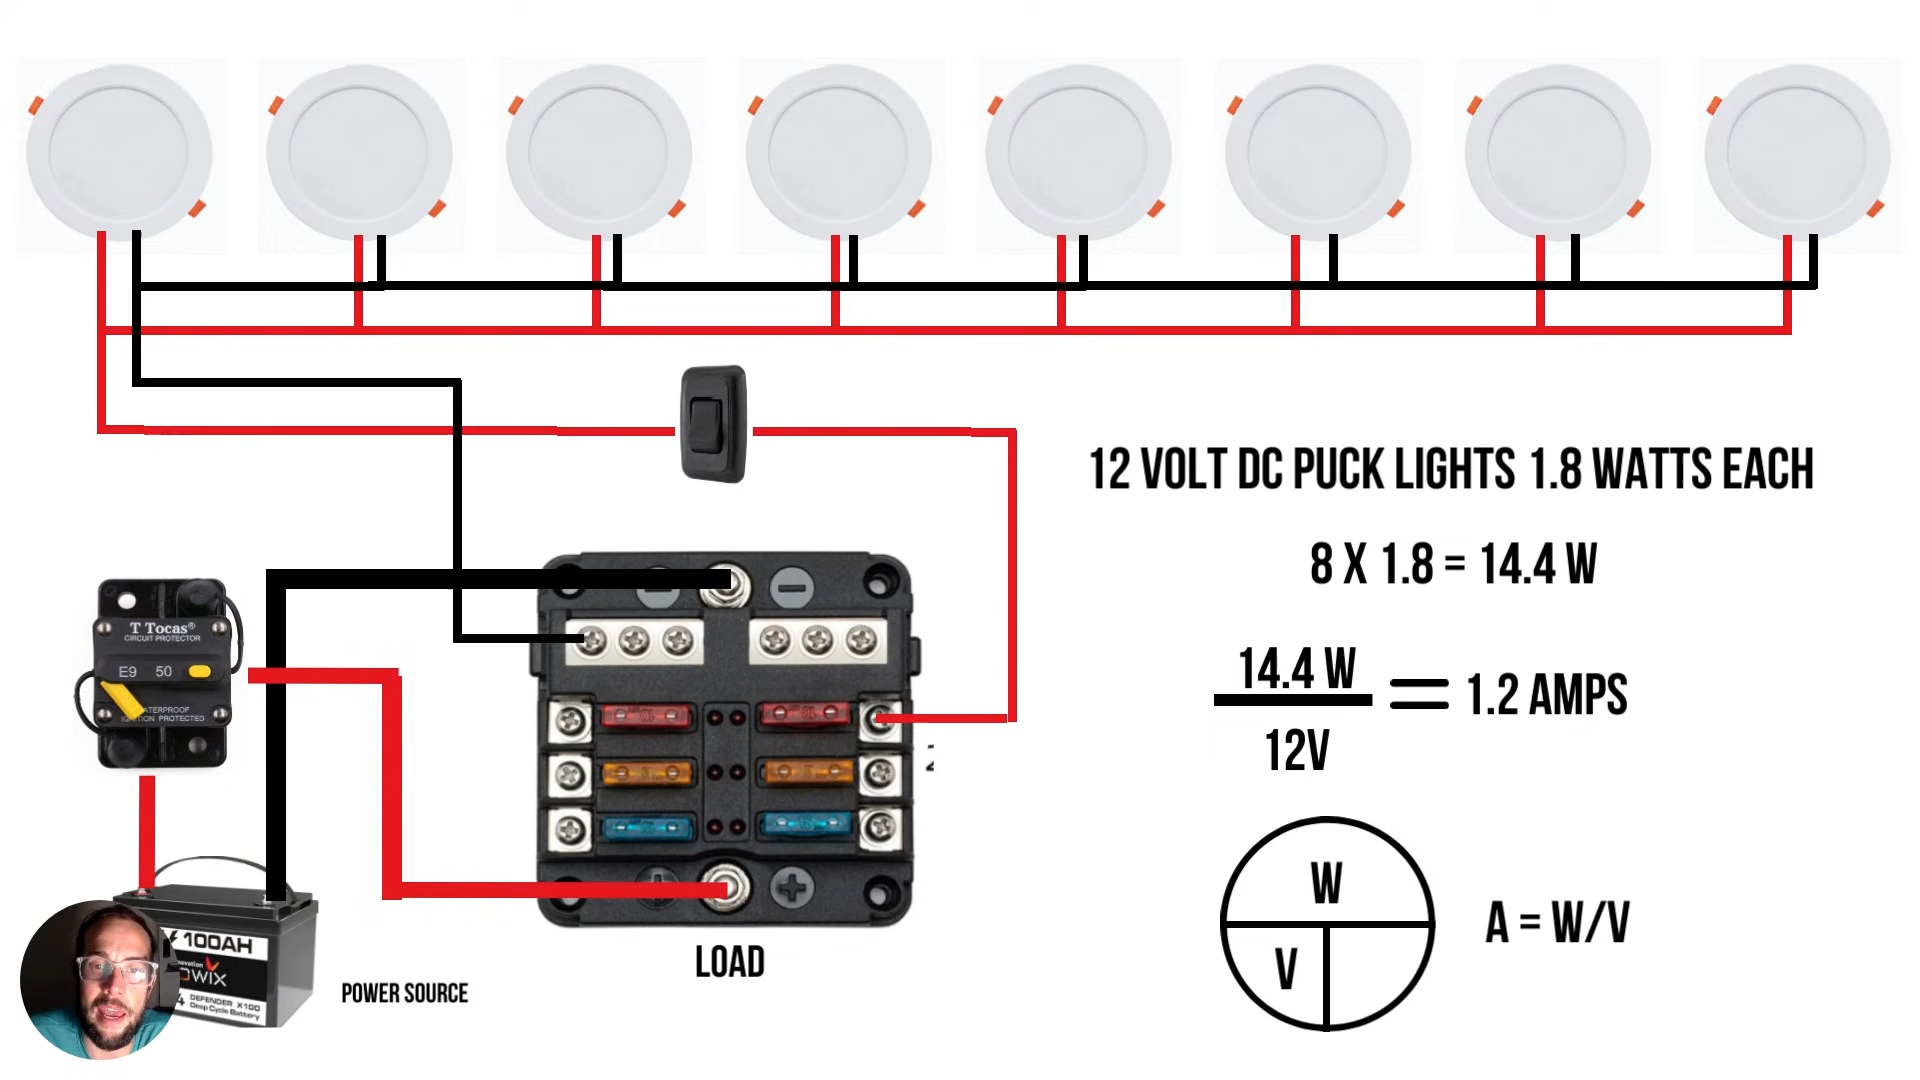 12 VOLT DC PUCK LIGHTS 1.8 WATTS EACH
8 X 1.8 = 14.4 W
14.4 W
= 1.2 AMPS
12V
T Tocas®
CIRCUIT PROTECTOR
E9 50
IGNITION PROTECTED
W
V
A = W/V
100AH
DEFENDER X100
Deep Cycle Battery
POWER SOURCE
LOAD